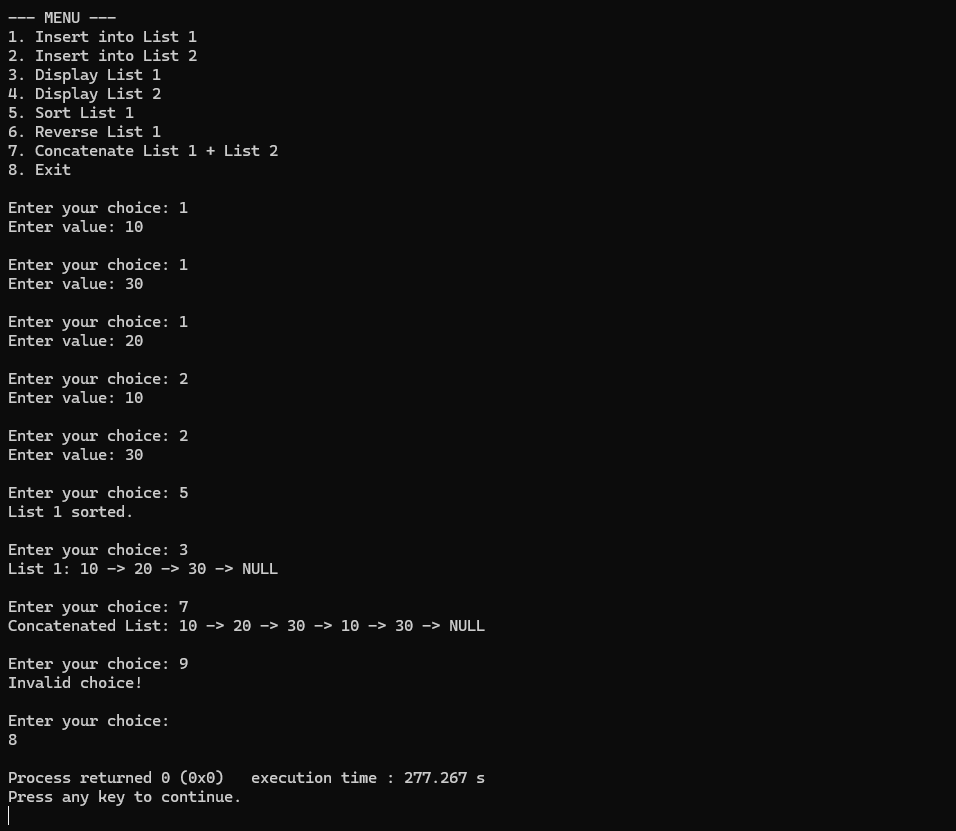 --- MENU ---
1. Insert into List 1
2. Insert into List 2
3. Display List 1
4. Display List 2
5. Sort List 1
6. Reverse List 1
7. Concatenate List 1 + List 2
8. Exit

Enter your choice: 1
Enter value: 10

Enter your choice: 1
Enter value: 30

Enter your choice: 1
Enter value: 20

Enter your choice: 2
Enter value: 10

Enter your choice: 2
Enter value: 30

Enter your choice: 5
List 1 sorted.

Enter your choice: 3
List 1: 10 -> 20 -> 30 -> NULL

Enter your choice: 7
Concatenated List: 10 -> 20 -> 30 -> 10 -> 30 -> NULL

Enter your choice: 9
Invalid choice!

Enter your choice:
8

Process returned 0 (0x0)   execution time : 277.267 s
Press any key to continue.